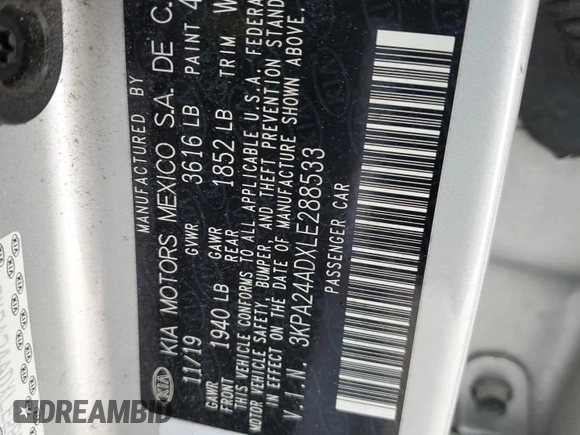 MANUFACTURED BY
KIA MOTORS MEXICO S.A. DE C.
11/19 GVWR 3616 LB PAINT
GAWR FRONT 1940 LB GAWR REAR 1852 LB TRIM W
THIS VEHICLE CONFORMS TO ALL APPLICABLE U.S.A. FEDERA
MOTOR VEHICLE SAFETY, BUMPER, AND THEFT PREVENTION STAND
IN EFFECT ON THE DATE OF MANUFACTURE SHOWN ABOVE.
V.I.N. 3KPA24ADXLE288533
PASSENGER CAR
KIA
DREAMBID